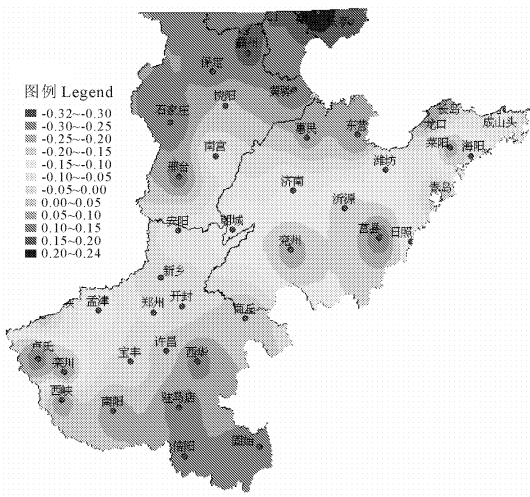 霸州
保定
图例 Legend
饶阳
黄骅
-0.32~-0.30
-0.30~-0.25
-0.25~-0.20
-0.20~-0.15
-0.15~-0.10
-0.10~-0.05
-0.05~0.00
0.00~0.05
0.05~0.10
0.10~0.15
0.15~0.20
0.20~0.24
石家庄
惠民
东营
长岛
龙口
成山头
莱阳
海阳
南宫
潍坊
邢台
济南
青岛
沂源
安阳
鄄城
莒县
日照
兖州
新乡
孟津
郑州
开封
商丘
卢氏
栾川
宝丰
许昌
西华
西峡
南阳
驻马店
信阳
固始